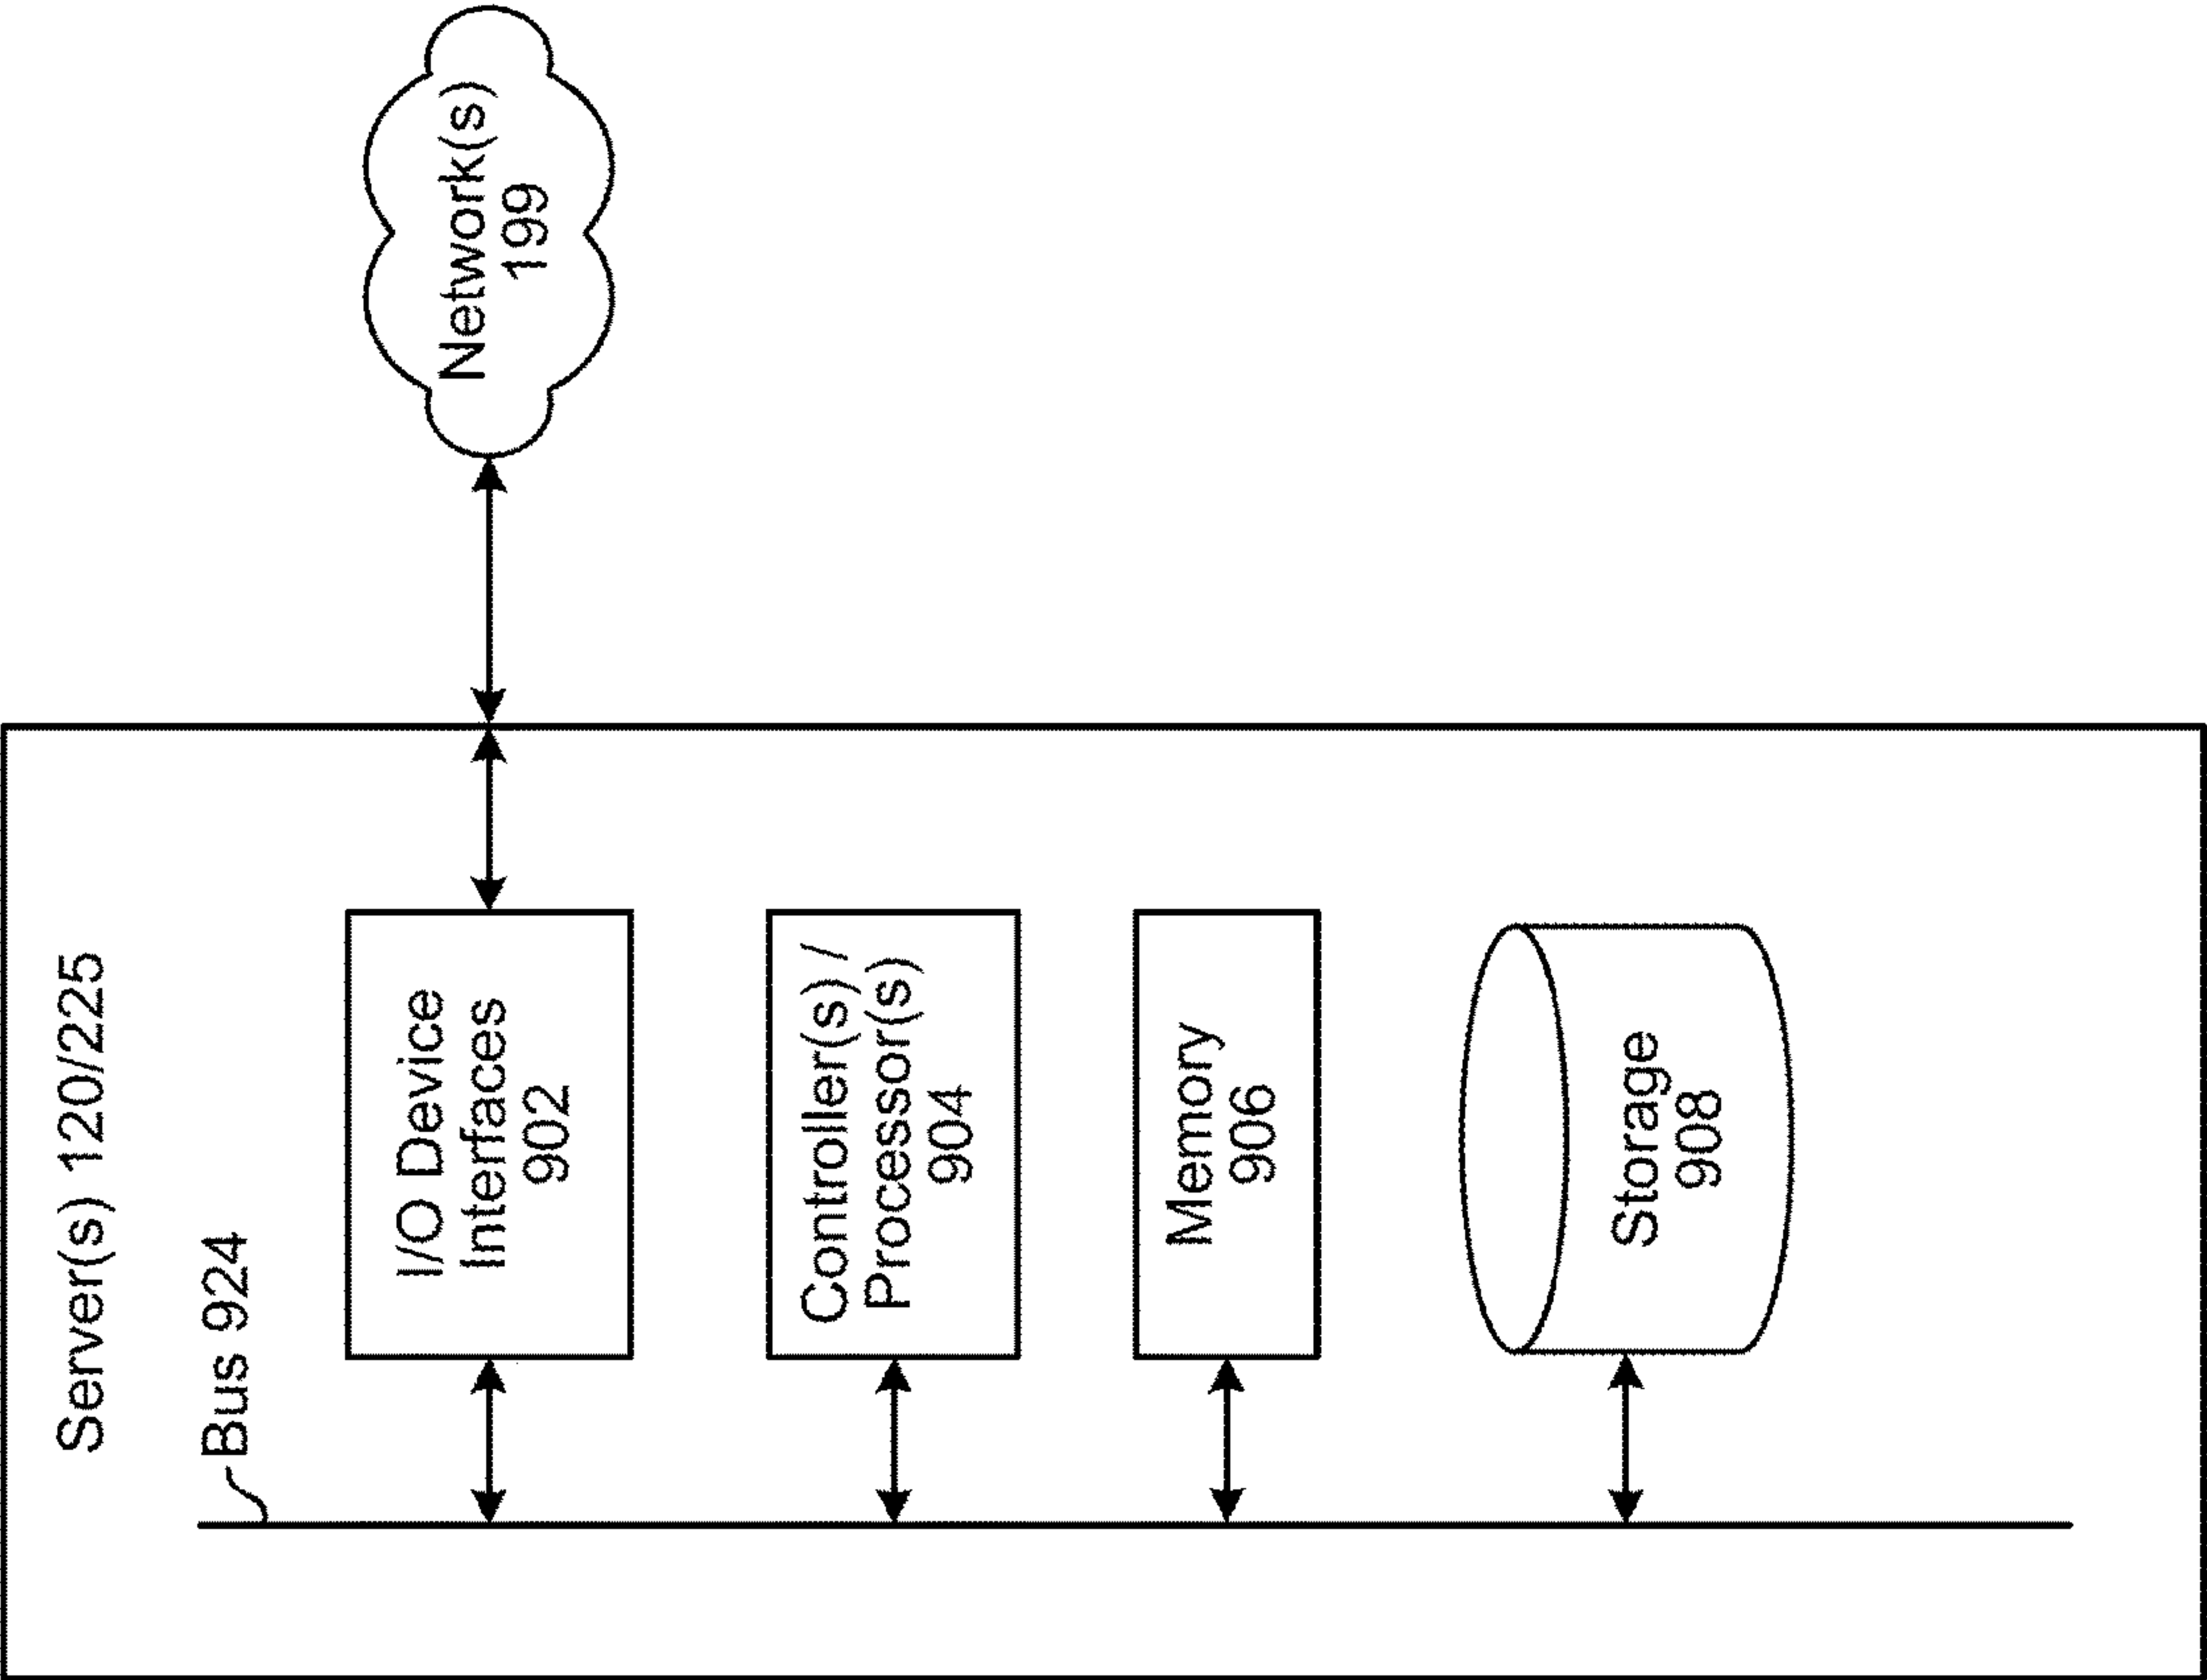 Server(s) 120/225
Bus 924
I/O Device
Interfaces
902
Network(s)
199
Controller(s) /
Processor(s)
904
Memory
906
Storage
908